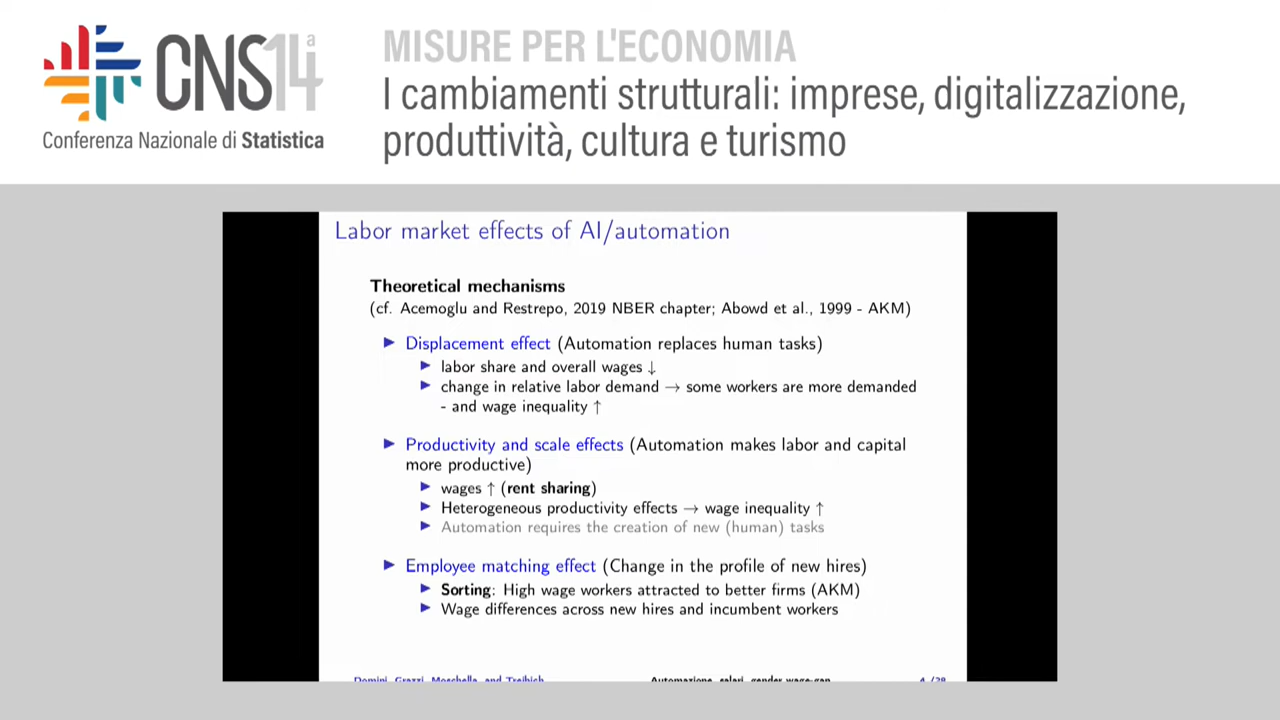 CNS14ª
Conferenza Nazionale di Statistica
MISURE PER L'ECONOMIA
I cambiamenti strutturali: imprese, digitalizzazione,
produttività, cultura e turismo
Labor market effects of AI/automation
Theoretical mechanisms
(cf. Acemoglu and Restrepo, 2019 NBER chapter; Abowd et al., 1999 - AKM)
Displacement effect (Automation replaces human tasks)
labor share and overall wages ↓
change in relative labor demand → some workers are more demanded
- and wage inequality ↑
Productivity and scale effects (Automation makes labor and capital
more productive)
wages ↑ (rent sharing)
Heterogeneous productivity effects → wage inequality ↑
Automation requires the creation of new (human) tasks
Employee matching effect (Change in the profile of new hires)
Sorting: High wage workers attracted to better firms (AKM)
Wage differences across new hires and incumbent workers
Domini, Grazzi, Moschella, and Treibich
Automazione, salari, gender wage-gap
4 /28